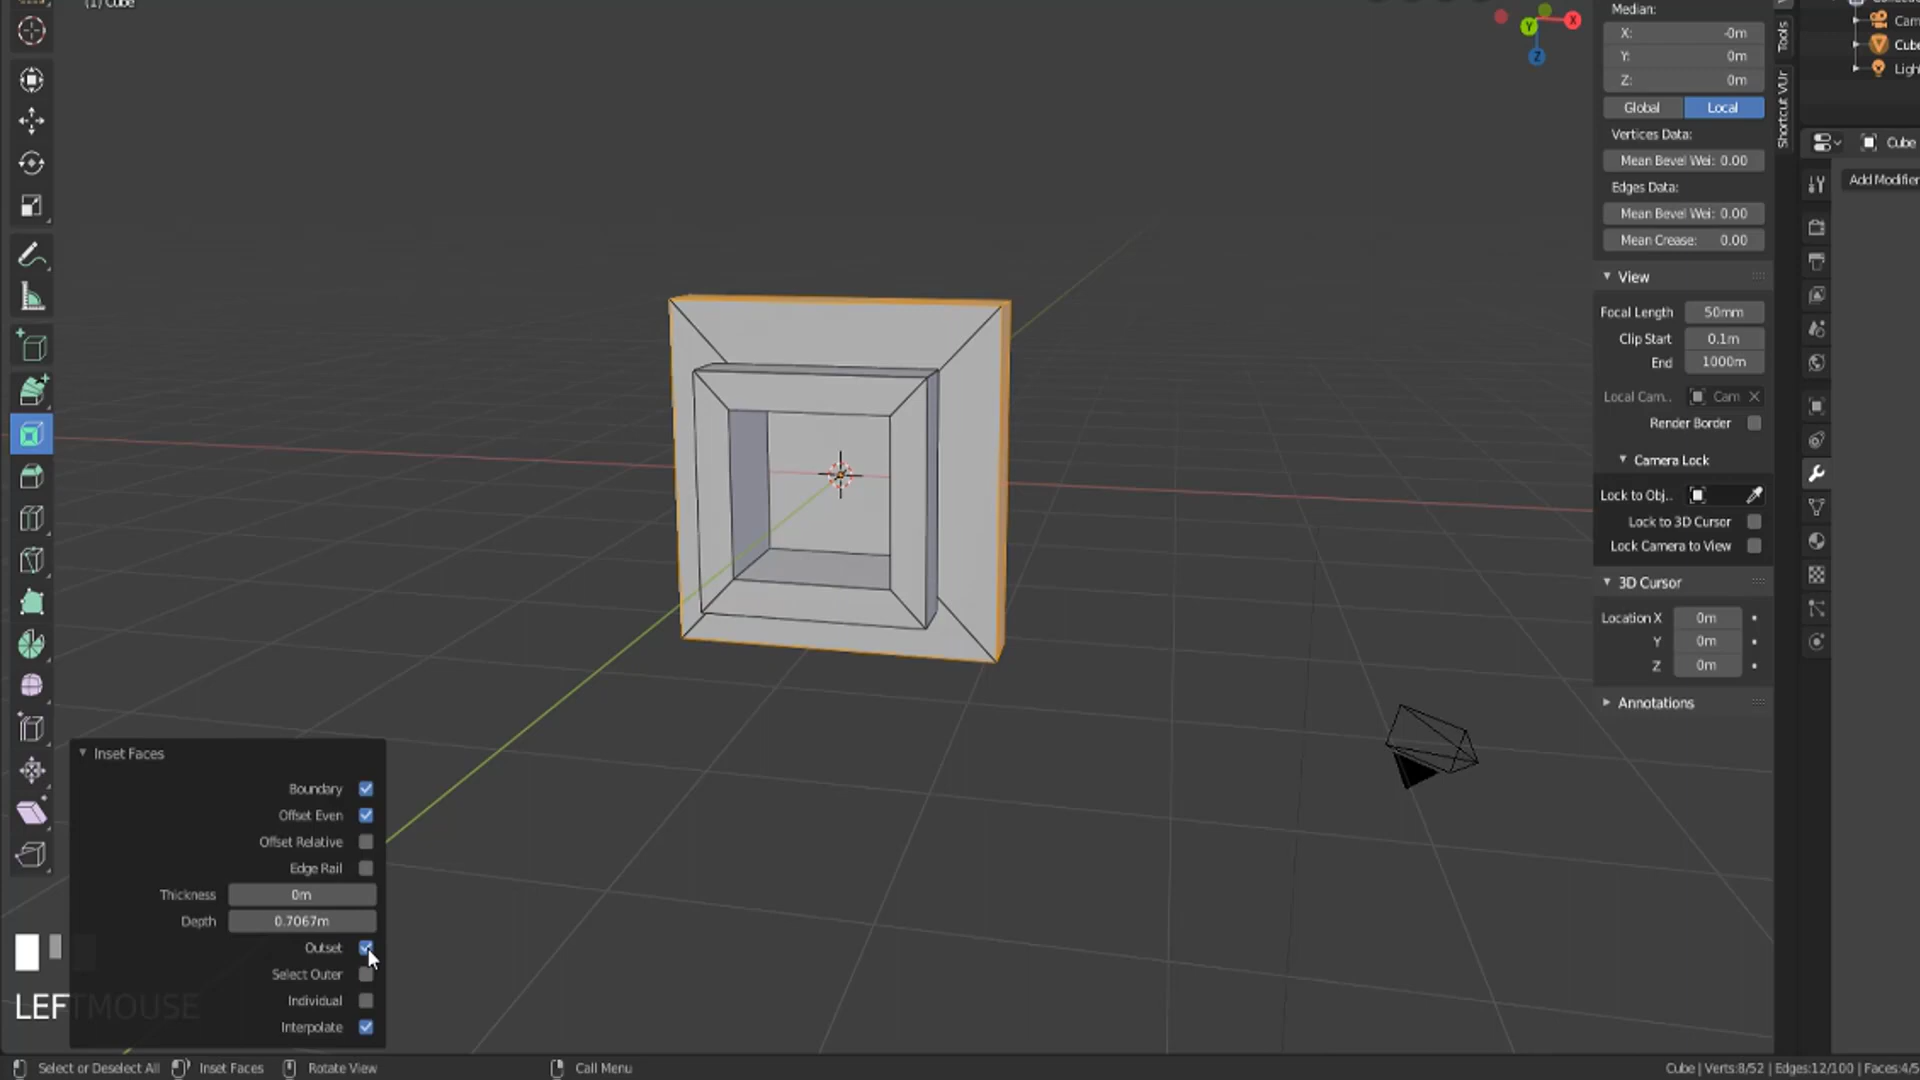 (1) Cube
Median:
X: -0m
Y: 0m
Z: 0m
Global Local
Vertices Data:
Mean Bevel Wei: 0.00
Edges Data:
Mean Bevel Wei: 0.00
Mean Crease: 0.00
View
Focal Length 50mm
Clip Start 0.1m
End 1000m
Local Cam.. Cam
Render Border
Camera Lock
Lock to Obj..
Lock to 3D Cursor
Lock Camera to View
3D Cursor
Location X 0m
Y 0m
Z 0m
Annotations
Tools
Shortcut VUr
Cam
Cube
Ligh
Cube
Add Modifier
X
Y
Z
Inset Faces
Boundary
Offset Even
Offset Relative
Edge Rail
Thickness 0m
Depth 0.7067m
Outset
Select Outer
Individual
Interpolate
LEFTMOUSE
Select or Deselect All Inset Faces Rotate View Call Menu
Cube | Verts:8/52 | Edges:12/100 | Faces:4/5